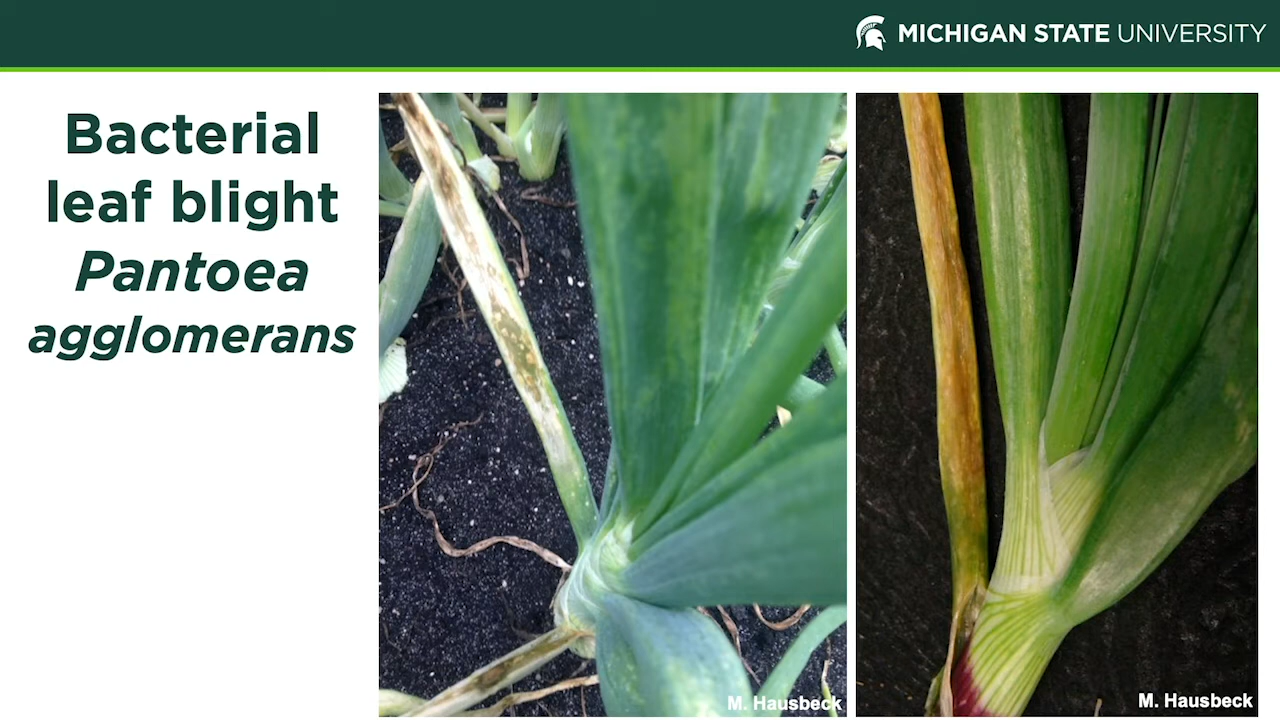 MICHIGAN STATE UNIVERSITY
Bacterial
leaf blight
Pantoea
agglomerans
M. Hausbeck
M. Hausbeck